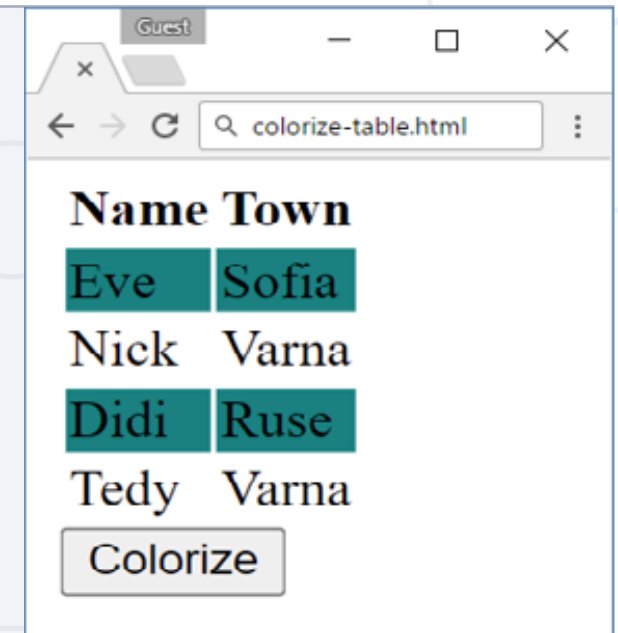 Guest
colorize-table.html
Name Town
Eve Sofia
Nick Varna
Didi Ruse
Tedy Varna
Colorize